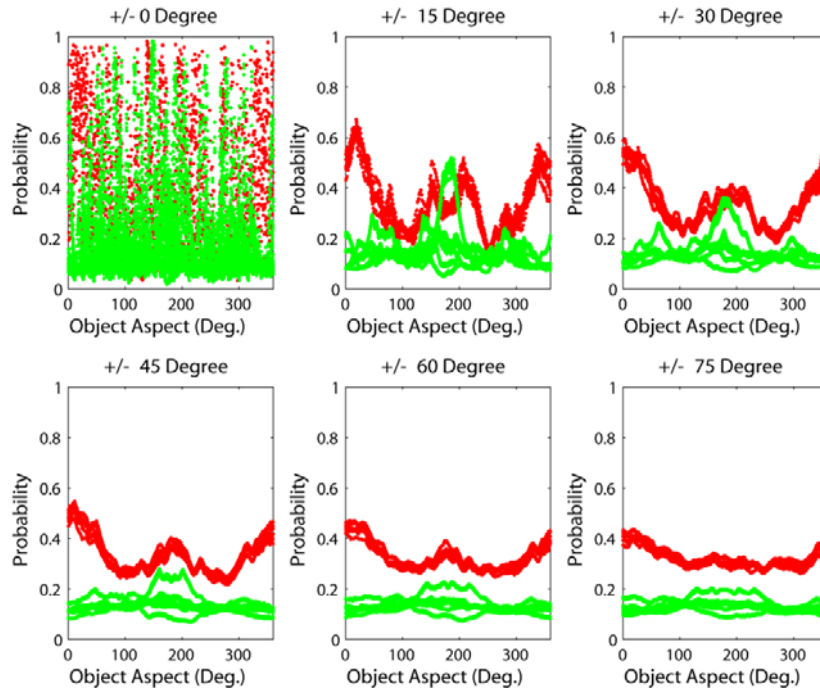 +/- 0 Degree
+/- 15 Degree
+/- 30 Degree
Probability
1
0.8
0.6
0.4
0.2
0
0 100 200 300
Object Aspect (Deg.)
Probability
1
0.8
0.6
0.4
0.2
0
0 100 200 300
Object Aspect (Deg.)
Probability
1
0.8
0.6
0.4
0.2
0
0 100 200 300
Object Aspect (Deg.)
+/- 45 Degree
+/- 60 Degree
+/- 75 Degree
Probability
1
0.8
0.6
0.4
0.2
0
0 100 200 300
Object Aspect (Deg.)
Probability
1
0.8
0.6
0.4
0.2
0
0 100 200 300
Object Aspect (Deg.)
Probability
1
0.8
0.6
0.4
0.2
0
0 100 200 300
Object Aspect (Deg.)